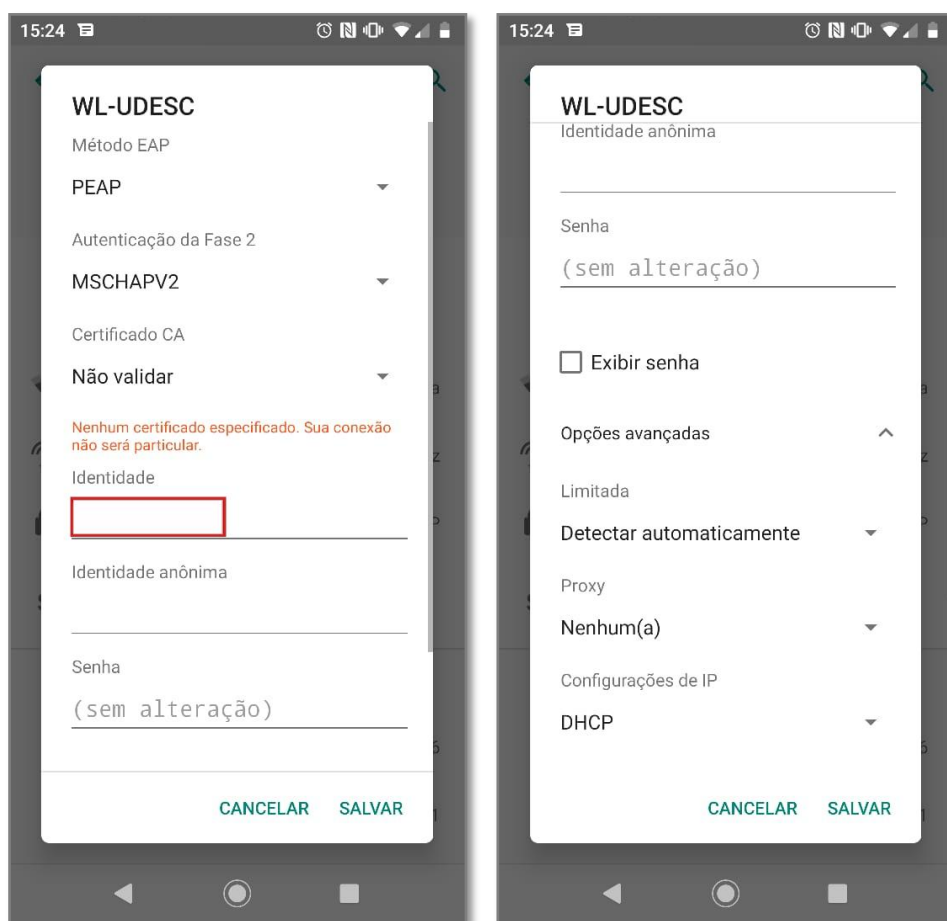 15:24
WL-UDESC
Método EAP
PEAP
Autenticação da Fase 2
MSCHAPV2
Certificado CA
Não validar
Nenhum certificado especificado. Sua conexão
não será particular.
Identidade
Identidade anônima
Senha
(sem alteração)
CANCELAR SALVAR
15:24
WL-UDESC
Identidade anônima
Senha
(sem alteração)
Exibir senha
Opções avançadas
Limitada
Detectar automaticamente
Proxy
Nenhum(a)
Configurações de IP
DHCP
CANCELAR SALVAR